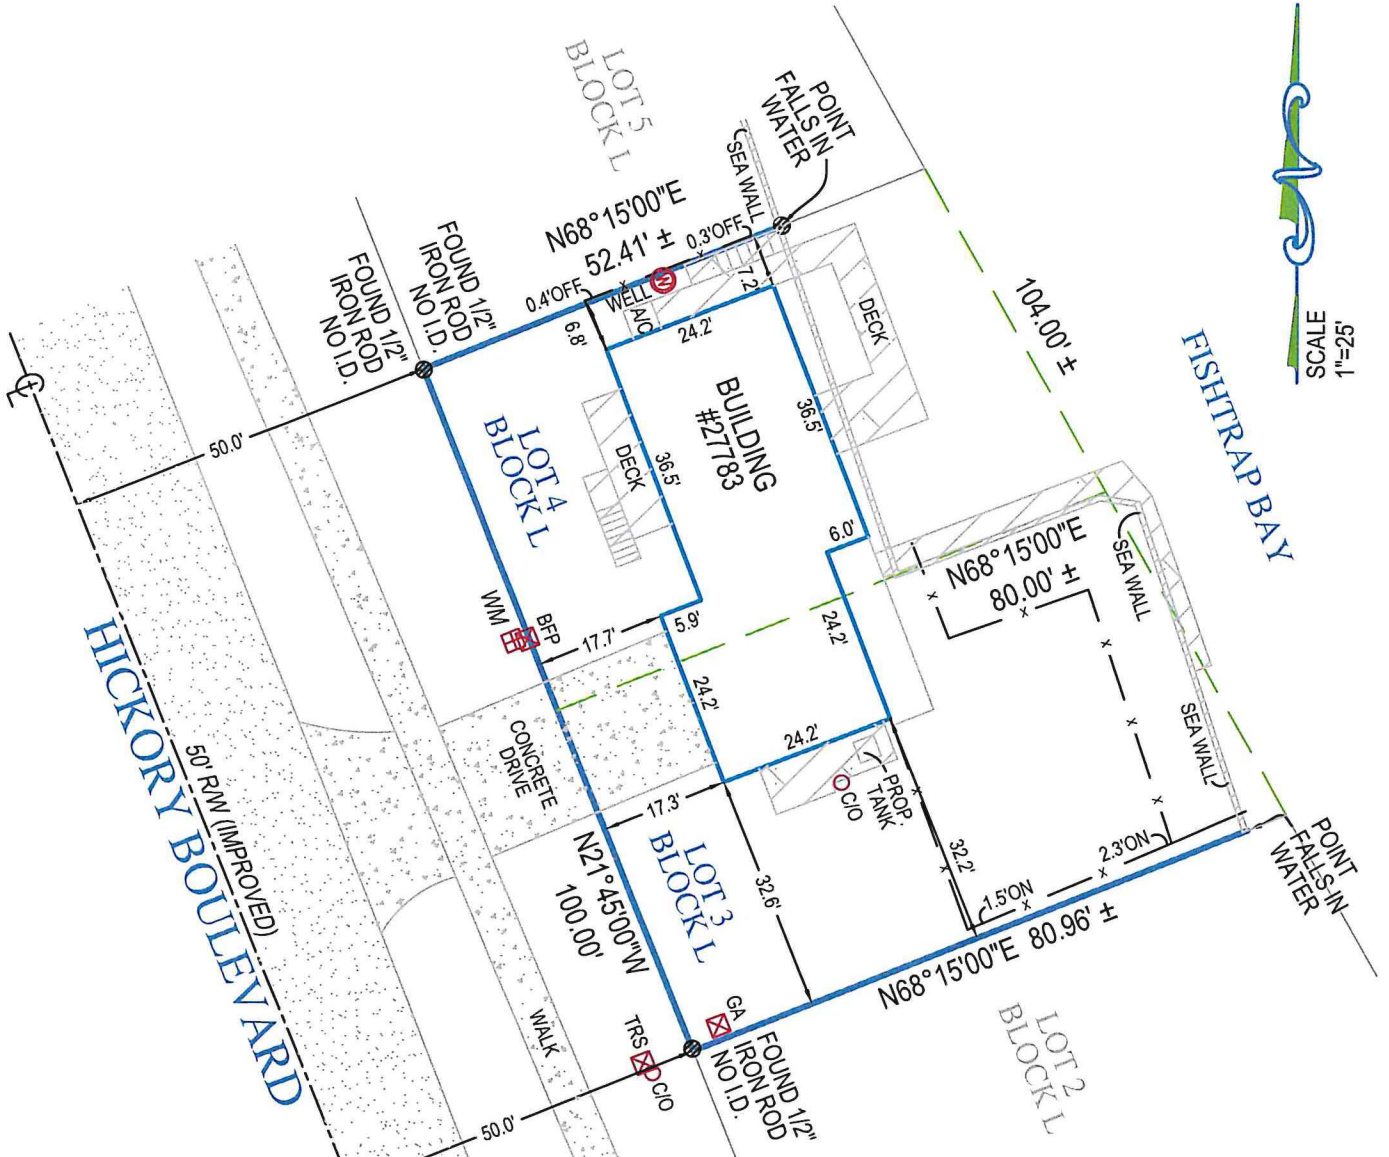 SCALE
1"=25'
FISHTRAP BAY
LOT 5
BLOCK L
POINT
FALLS IN
WATER
SEA WALL
N68°15'00"E
52.41' ±
0.3'OFF
7.2'
0.4'OFF
WELL
W
A/C
6.8'
24.2'
DECK
104.00' ±
FOUND 1/2"
IRON ROD
NO I.D.
FOUND 1/2"
IRON ROD
NO I.D.
BUILDING
#27783
36.5'
36.5'
DECK
6.0'
LOT 4
BLOCK L
50.0'
N68°15'00"E
80.00' ±
SEA WALL
x
x
x
x
x
WM
BFP
17.7'
5.9'
24.2'
24.2'
24.2'
SEA WALL
CONCRETE
DRIVE
PROP.
TANK
C/O
17.3'
32.2'
x
x
2.3'ON
x
1.5'ON
x
POINT
FALLS IN
WATER
HICKORY BOULEVARD
50' R/W (IMPROVED)
N21°45'00"W
100.00'
LOT 3
BLOCK L
32.6'
N68°15'00"E 80.96' ±
WALK
GA
TRS
C/O
FOUND 1/2"
IRON ROD
NO I.D.
LOT 2
BLOCK L
50.0'